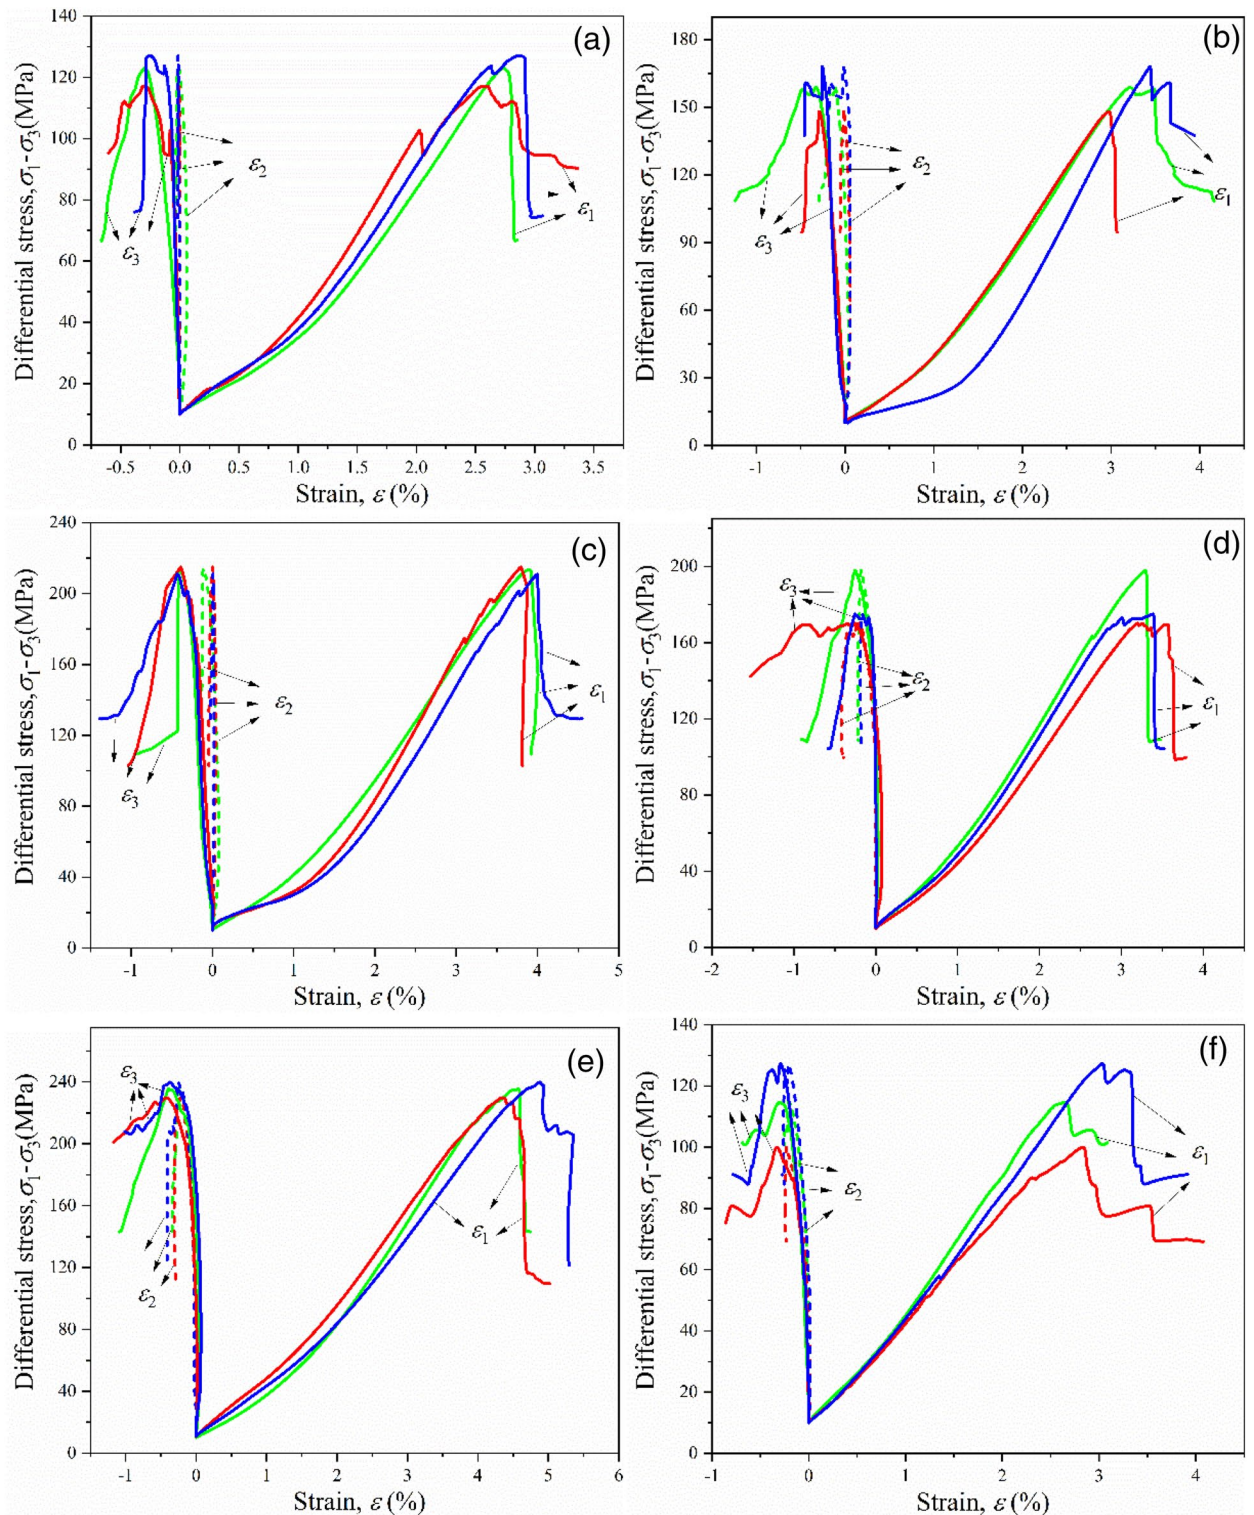 (a)
Differential stress, σ1-σ3(MPa)
140
120
100
80
60
40
20
0
ε2
ε1
ε3
-0.5 0.0 0.5 1.0 1.5 2.0 2.5 3.0 3.5
Strain, ε (%)
(b)
Differential stress, σ1-σ3(MPa)
180
150
120
90
60
30
0
ε2
ε1
ε3
-1 0 1 2 3 4
Strain, ε (%)
(c)
Differential stress, σ1-σ3(MPa)
240
200
160
120
80
40
0
ε2
ε1
ε3
-1 0 1 2 3 4 5
Strain, ε (%)
(d)
Differential stress, σ1-σ3(MPa)
200
160
120
80
40
0
ε3
ε2
ε1
-2 -1 0 1 2 3 4
Strain, ε (%)
(e)
Differential stress, σ1-σ3(MPa)
240
200
160
120
80
40
0
ε3
ε1
ε2
-1 0 1 2 3 4 5 6
Strain, ε (%)
(f)
Differential stress, σ1-σ3(MPa)
140
120
100
80
60
40
20
0
ε3
ε1
ε2
-1 0 1 2 3 4
Strain, ε (%)